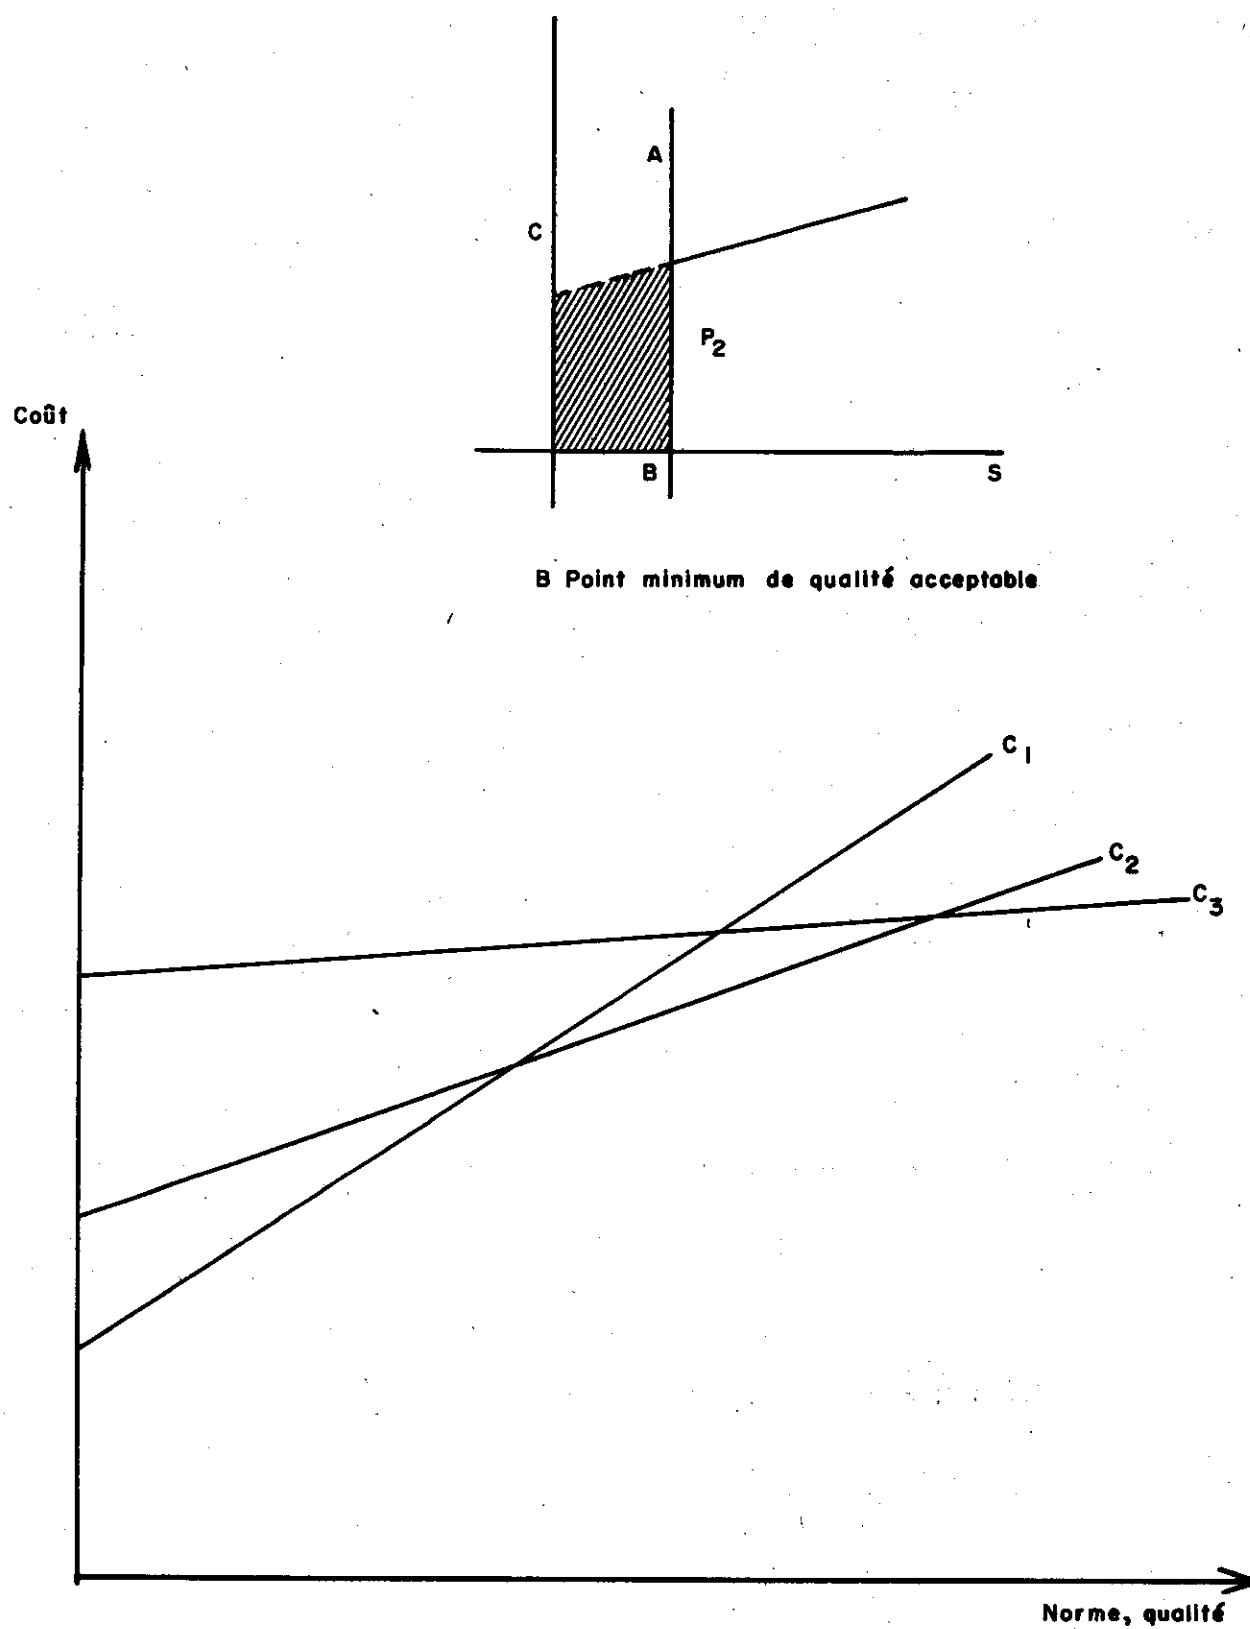 A
C
P2
B
S
B Point minimum de qualité acceptable
Coût
C1
C2
C3
Norme, qualité